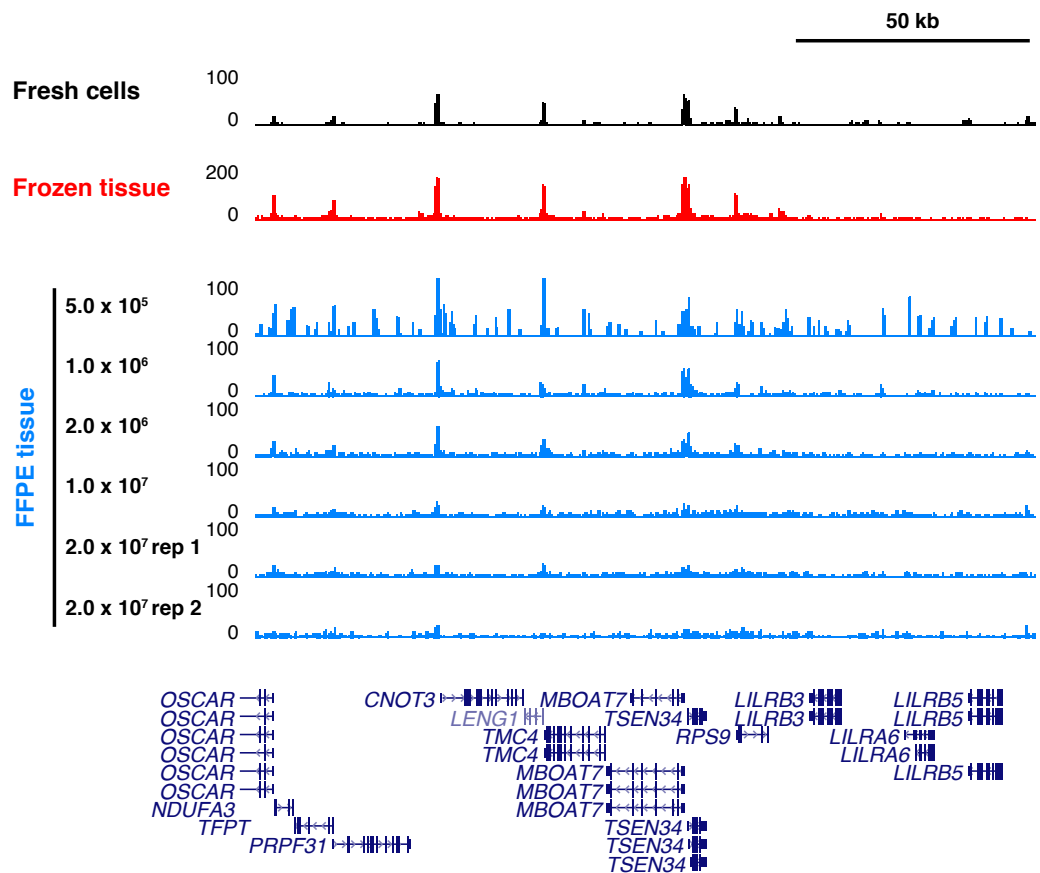 50 kb
Fresh cells
100
0
Frozen tissue
200
0
FFPE tissue
5.0 x 10⁵
100
0
1.0 x 10⁶
100
0
2.0 x 10⁶
100
0
1.0 x 10⁷
100
0
2.0 x 10⁷ rep 1
100
0
2.0 x 10⁷ rep 2
100
0
OSCAR CNOT3 MBOAT7 LILRB3 LILRB5
OSCAR LENG1 TSEN34 LILRB3 LILRB5
OSCAR TMC4 RPS9 LILRA6
OSCAR TMC4 LILRA6
OSCAR MBOAT7 LILRB5
OSCAR MBOAT7
NDUFA3 MBOAT7
TFPT TSEN34
PRPF31 TSEN34
TSEN34